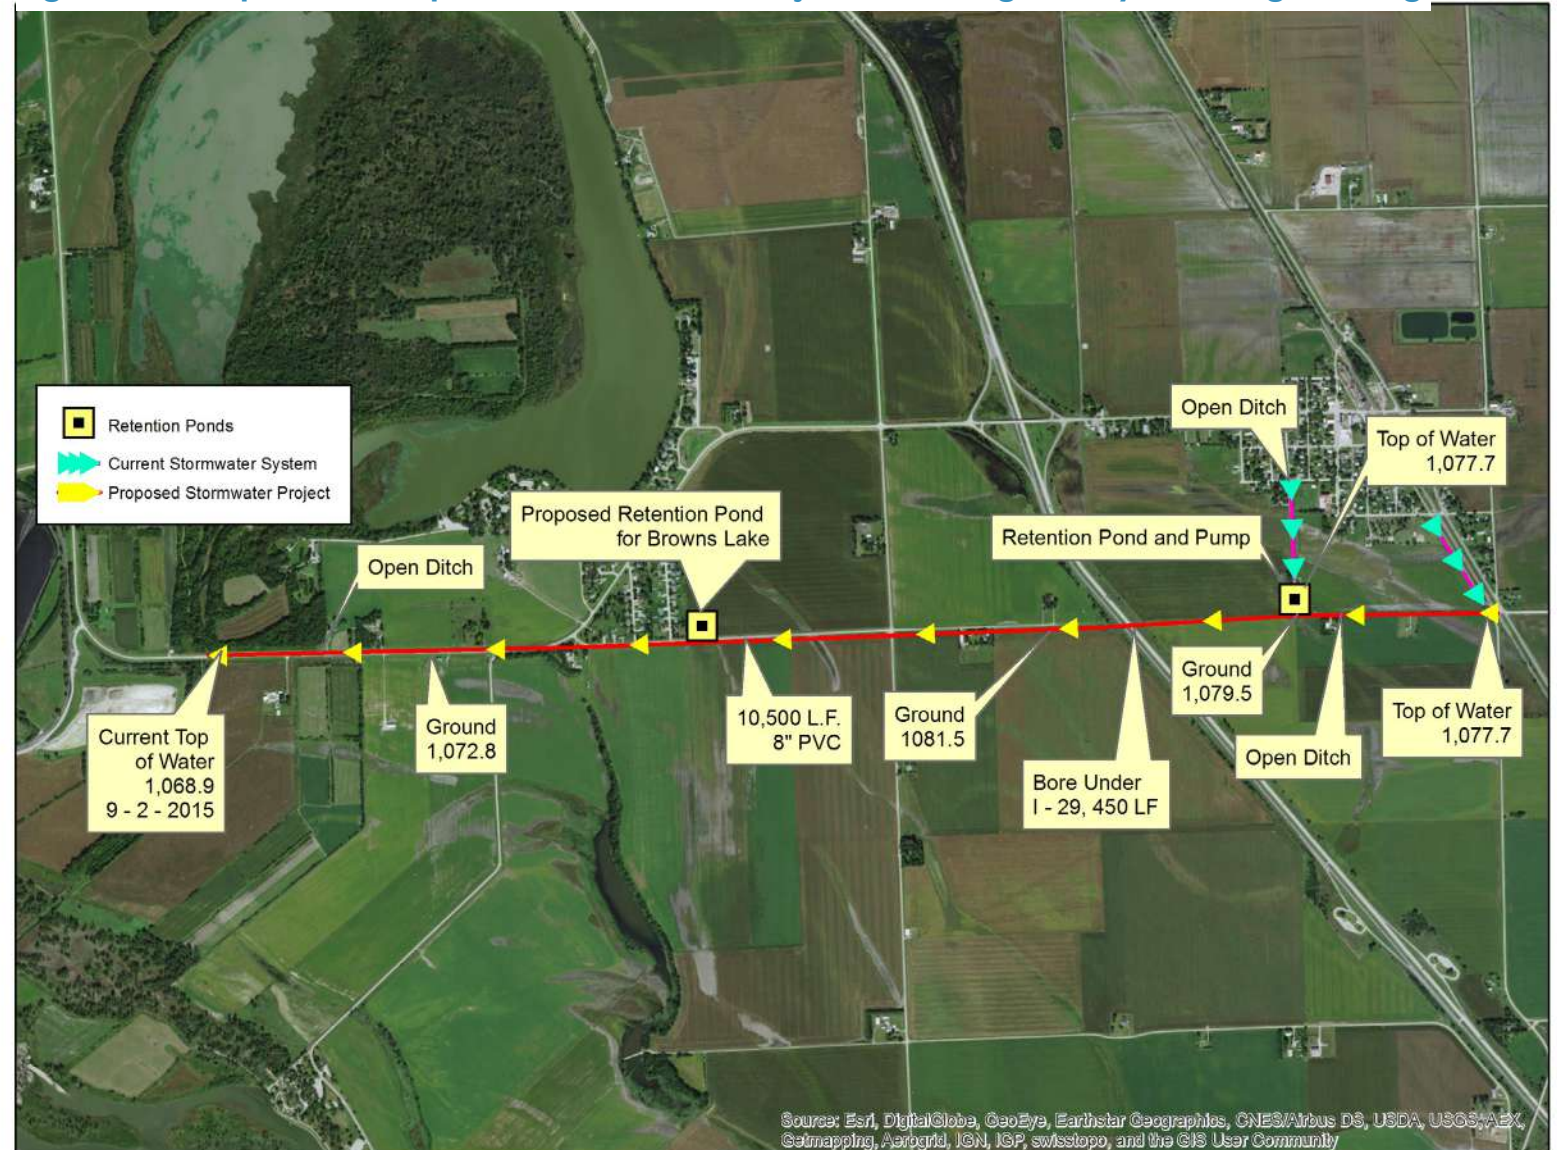 Retention Ponds
Current Stormwater System
Proposed Stormwater Project
Open Ditch
Top of Water
1,077.7
Proposed Retention Pond
for Browns Lake
Retention Pond and Pump
Open Ditch
Current Top
of Water
1,068.9
9 - 2 - 2015
Ground
1,072.8
10,500 L.F.
8" PVC
Ground
1081.5
Bore Under
I - 29, 450 LF
Ground
1,079.5
Open Ditch
Top of Water
1,077.7
Source: Esri, DigitalGlobe, GeoEye, Earthstar Geographics, CNES/Airbus DS, USDA, USGS, AEX,
Getmapping, Aerogrid, IGN, IGP, swisstopo, and the GIS User Community